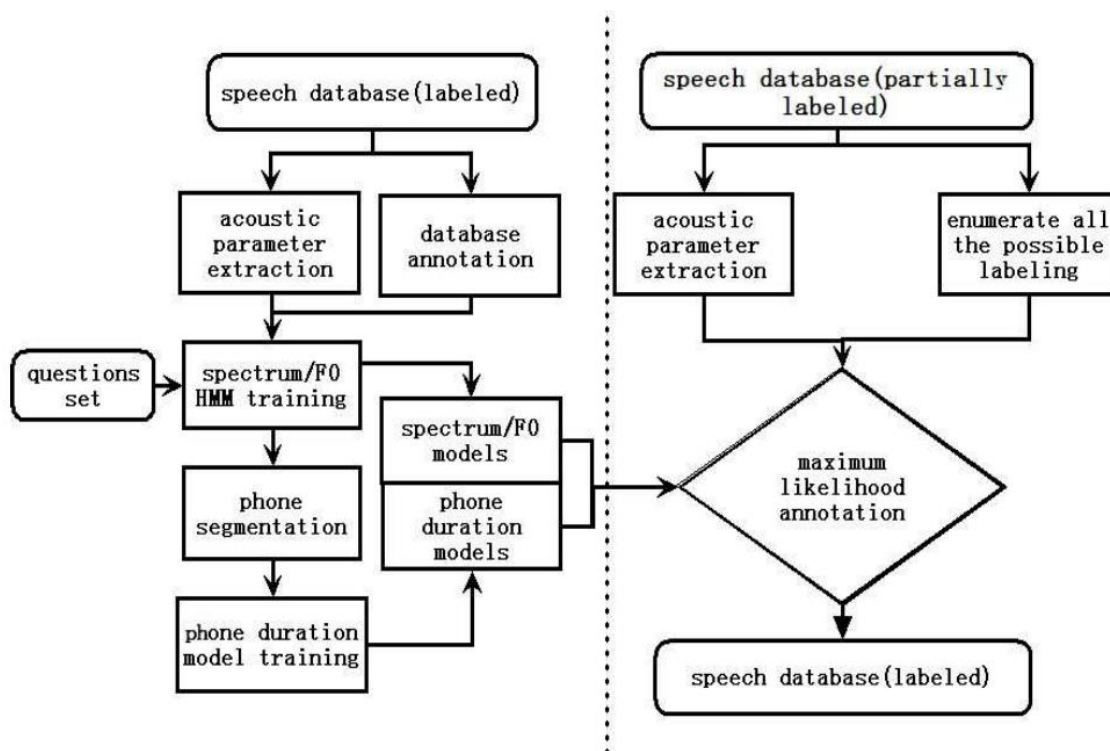 speech database(labeled)
acoustic
parameter
extraction
database
annotation
questions
set
spectrum/F0
HMM training
spectrum/F0
models
phone
segmentation
phone
duration
models
phone duration
model training
speech database(partially
labeled)
acoustic
parameter
extraction
enumerate all
the possible
labeling
maximum
likelihood
annotation
speech database(labeled)